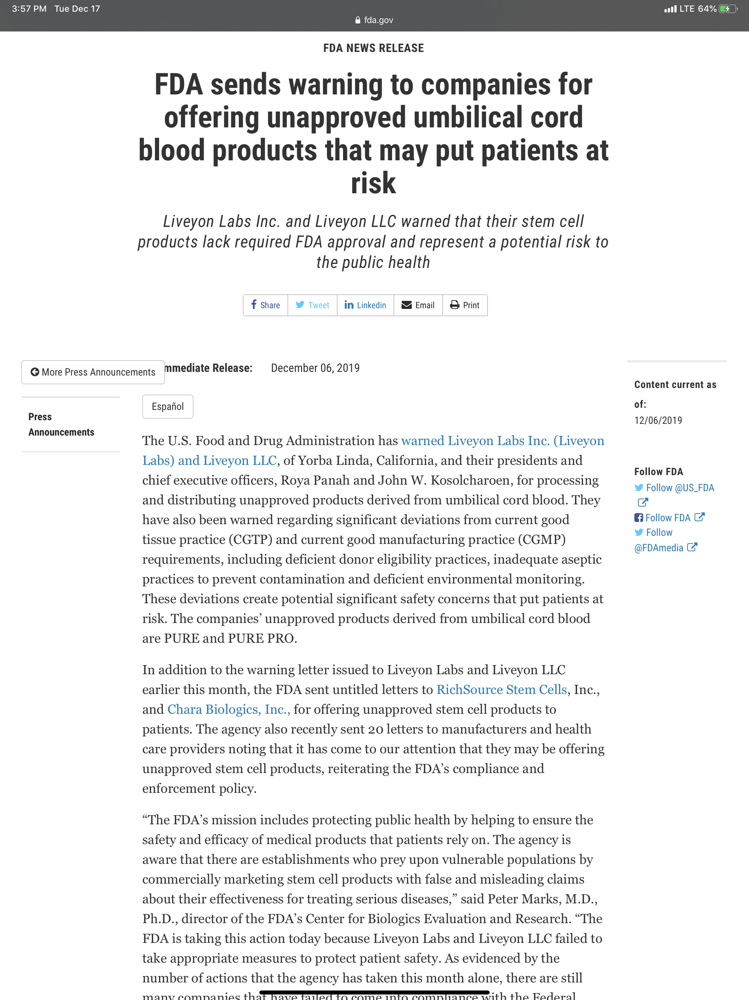 3:57 PM Tue Dec 17
LTE 64%
fda.gov
FDA NEWS RELEASE
FDA sends warning to companies for
offering unapproved umbilical cord
blood products that may put patients at
risk
Liveyon Labs Inc. and Liveyon LLC warned that their stem cell
products lack required FDA approval and represent a potential risk to
the public health
Share Tweet Linkedin Email Print
More Press Announcements
mmediate Release: December 06, 2019
Press
Announcements
Español
The U.S. Food and Drug Administration has warned Liveyon Labs Inc. (Liveyon
Labs) and Liveyon LLC, of Yorba Linda, California, and their presidents and
chief executive officers, Roya Panah and John W. Kosolcharoen, for processing
and distributing unapproved products derived from umbilical cord blood. They
have also been warned regarding significant deviations from current good
tissue practice (CGTP) and current good manufacturing practice (CGMP)
requirements, including deficient donor eligibility practices, inadequate aseptic
practices to prevent contamination and deficient environmental monitoring.
These deviations create potential significant safety concerns that put patients at
risk. The companies’ unapproved products derived from umbilical cord blood
are PURE and PURE PRO.
In addition to the warning letter issued to Liveyon Labs and Liveyon LLC
earlier this month, the FDA sent untitled letters to RichSource Stem Cells, Inc.,
and Chara Biologics, Inc., for offering unapproved stem cell products to
patients. The agency also recently sent 20 letters to manufacturers and health
care providers noting that it has come to our attention that they may be offering
unapproved stem cell products, reiterating the FDA’s compliance and
enforcement policy.
“The FDA’s mission includes protecting public health by helping to ensure the
safety and efficacy of medical products that patients rely on. The agency is
aware that there are establishments who prey upon vulnerable populations by
commercially marketing stem cell products with false and misleading claims
about their effectiveness for treating serious diseases,” said Peter Marks, M.D.,
Ph.D., director of the FDA’s Center for Biologics Evaluation and Research. “The
FDA is taking this action today because Liveyon Labs and Liveyon LLC failed to
take appropriate measures to protect patient safety. As evidenced by the
number of actions that the agency has taken this month alone, there are still
many companies that have failed to come into compliance with the Federal
Content current as
of:
12/06/2019
Follow FDA
Follow @US_FDA
Follow FDA
Follow
@FDAmedia